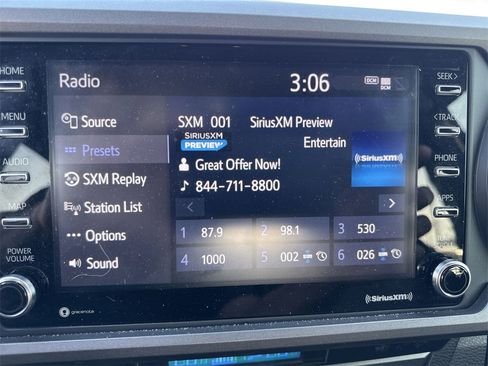 HOME
MENU
AUDIO
MAP
POWER
VOLUME
Radio
3:06
DCM
DCM
Source
Presets
SXM Replay
Station List
Options
Sound
SXM 001 SiriusXM Preview
SIRIUSXM
PREVIEW
Entertain
Great Offer Now!
844-711-8800
SiriusXM
1 87.9
2 98.1
3 530
4 1000
5 002
6 026
SEEK >
< TRACK
PHONE
APPS
TUNE
SCROLL
gracenote
SiriusXM